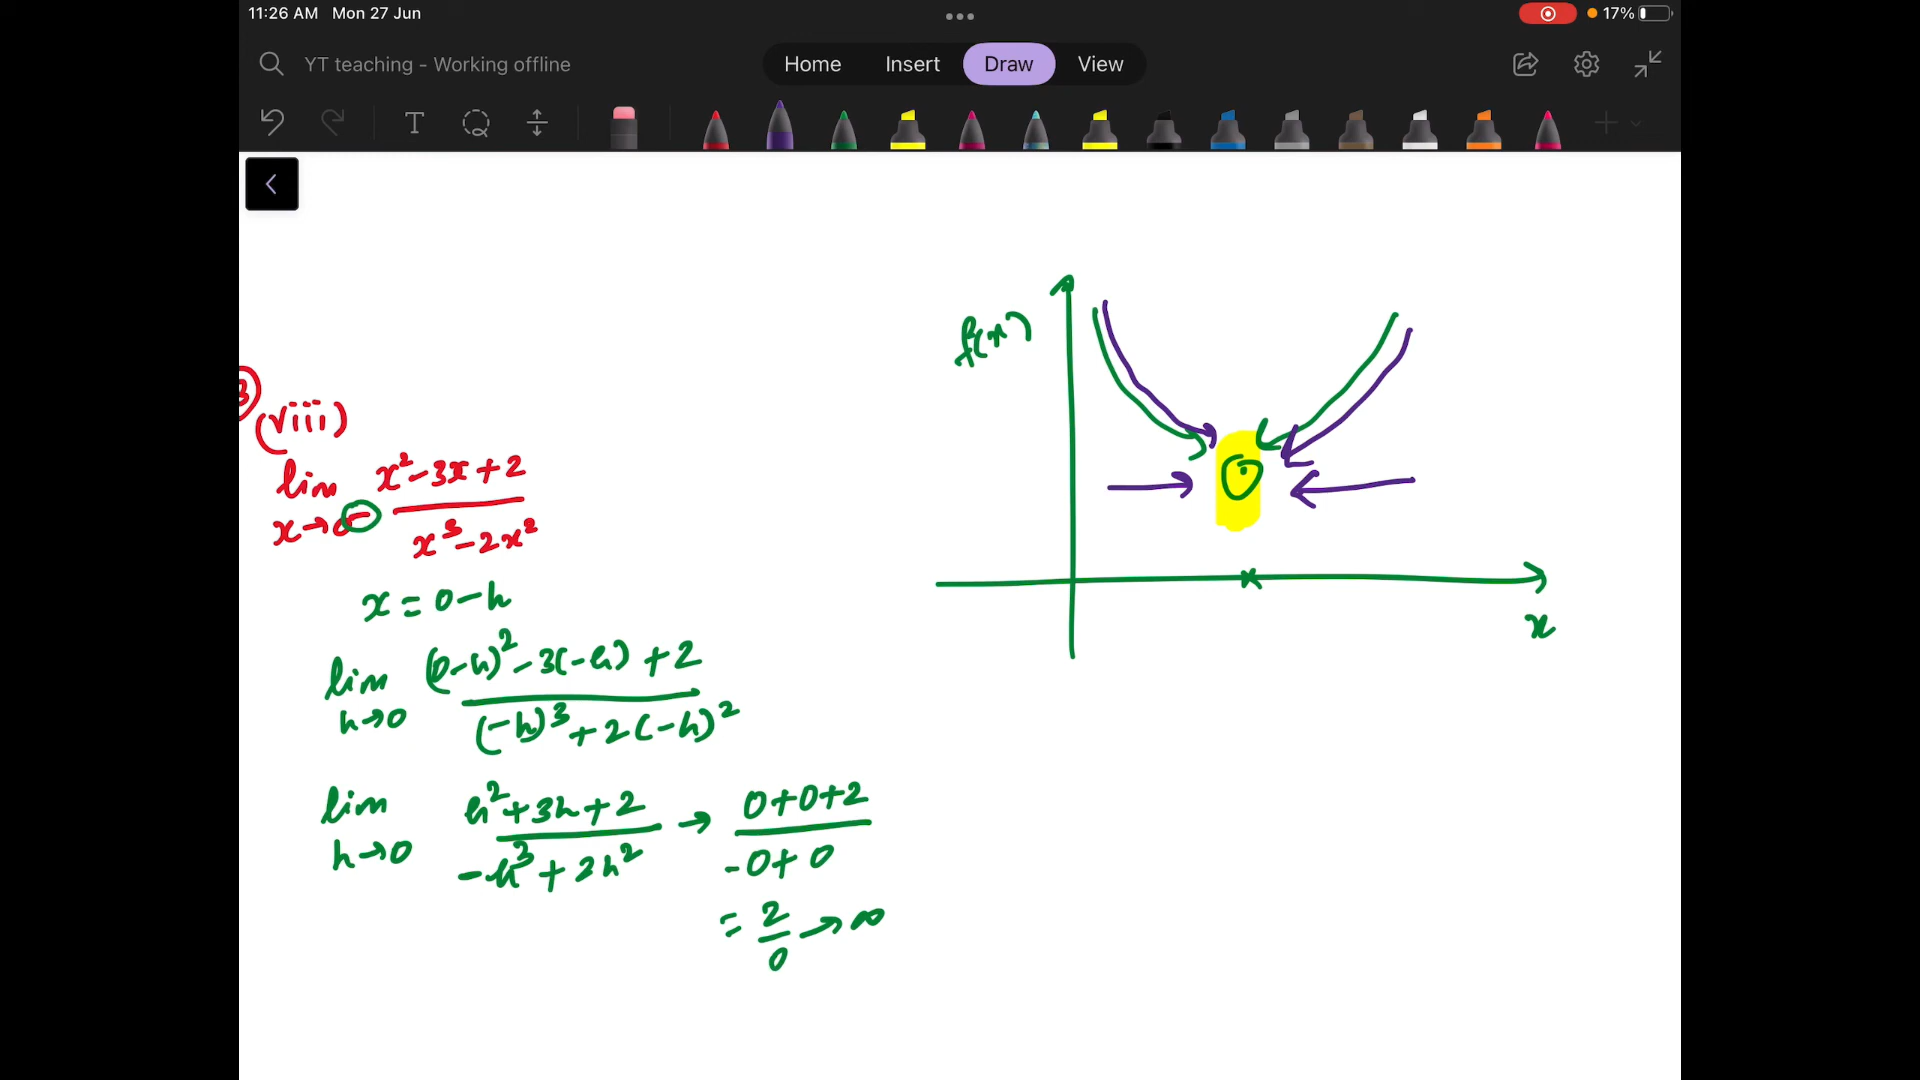 11:26 AM Mon 27 Jun
17%
YT teaching - Working offline
Home Insert Draw View
T
f(x)
(viii)
lim x→0⁻ (x² - 3x + 2)/(x³ - 2x²)
x = 0 - h
lim h→0 ((0-h)² - 3(-h) + 2)/((-h)³ + 2(-h)²)
lim h→0 (h² + 3h + 2)/(-h³ + 2h²) → (0+0+2)/(-0+0)
= 2/0 → ∞
x